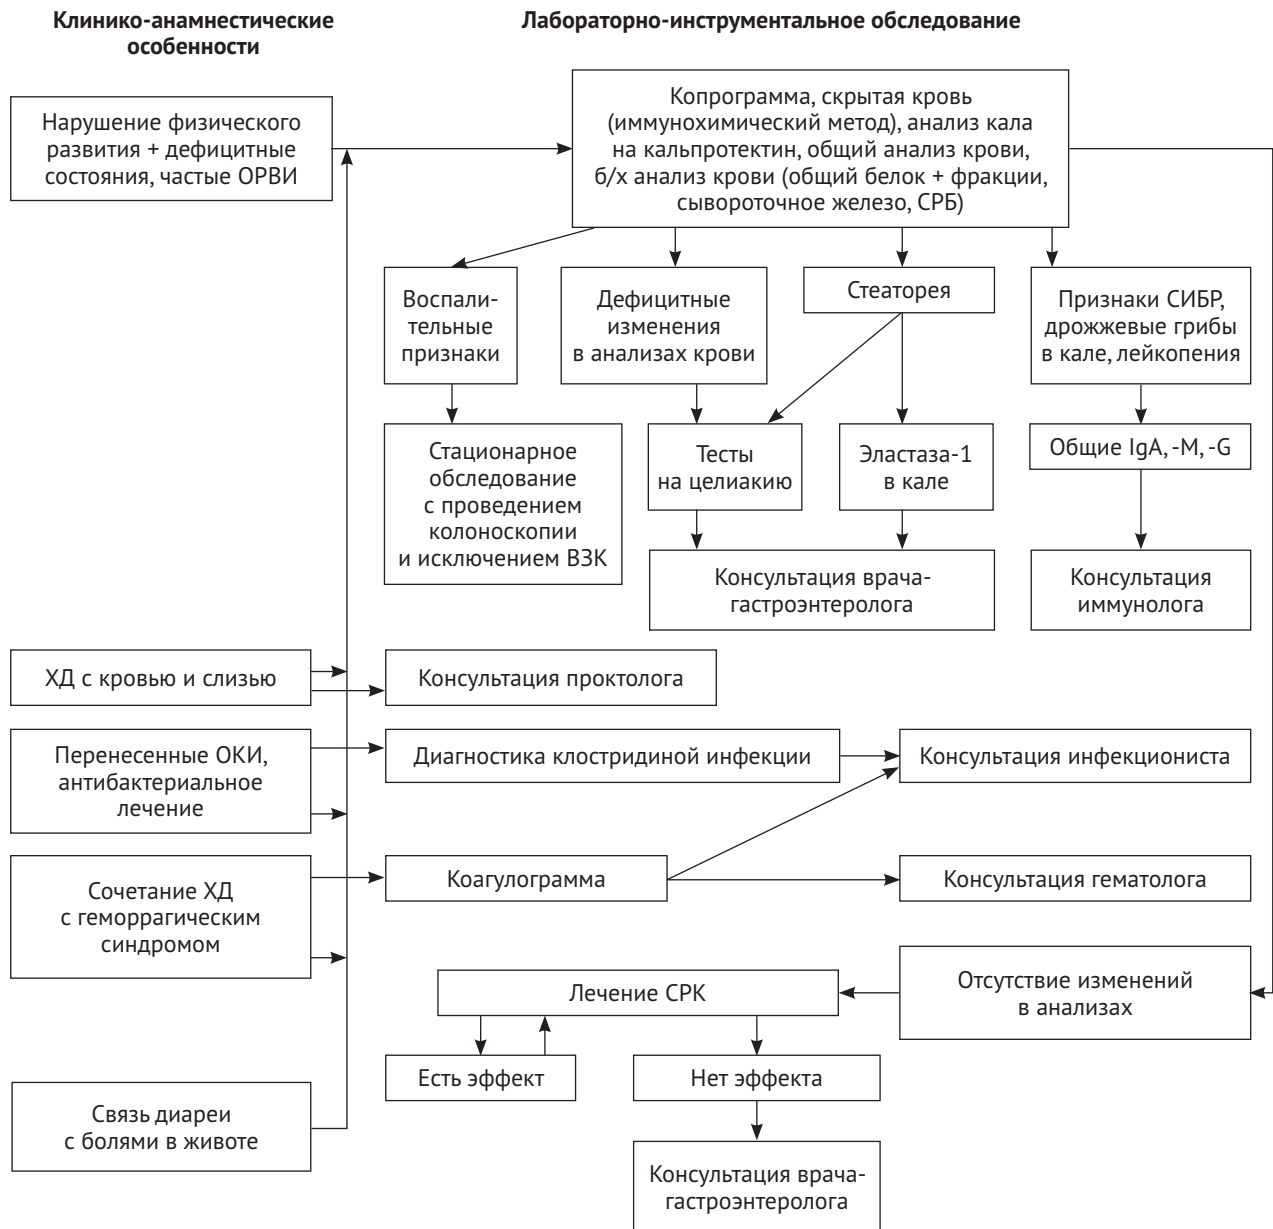 Клинико-анамнестические
особенности
Лабораторно-инструментальное обследование
Нарушение физического
развития + дефицитные
состояния, частые ОРВИ
Копрограмма, скрытая кровь
(иммунохимический метод), анализ кала
на кальпротектин, общий анализ крови,
б/х анализ крови (общий белок + фракции,
сывороточное железо, СРБ)
Воспали-
тельные
признаки
Дефицитные
изменения
в анализах крови
Стеаторея
Признаки СИБР,
дрожжевые грибы
в кале, лейкопения
Стационарное
обследование
с проведением
колоноскопии
и исключением ВЗК
Тесты
на целиакию
Эластаза-1
в кале
Общие IgA, -M, -G
Консультация врача-
гастроэнтеролога
Консультация
иммунолога
ХД с кровью и слизью
Консультация проктолога
Перенесенные ОКИ,
антибактериальное
лечение
Диагностика клостридиной инфекции
Консультация инфекциониста
Сочетание ХД
с геморрагическим
синдромом
Коагулограмма
Консультация гематолога
Лечение СРК
Отсутствие изменений
в анализах
Есть эффект
Нет эффекта
Связь диареи
с болями в животе
Консультация врача-
гастроэнтеролога